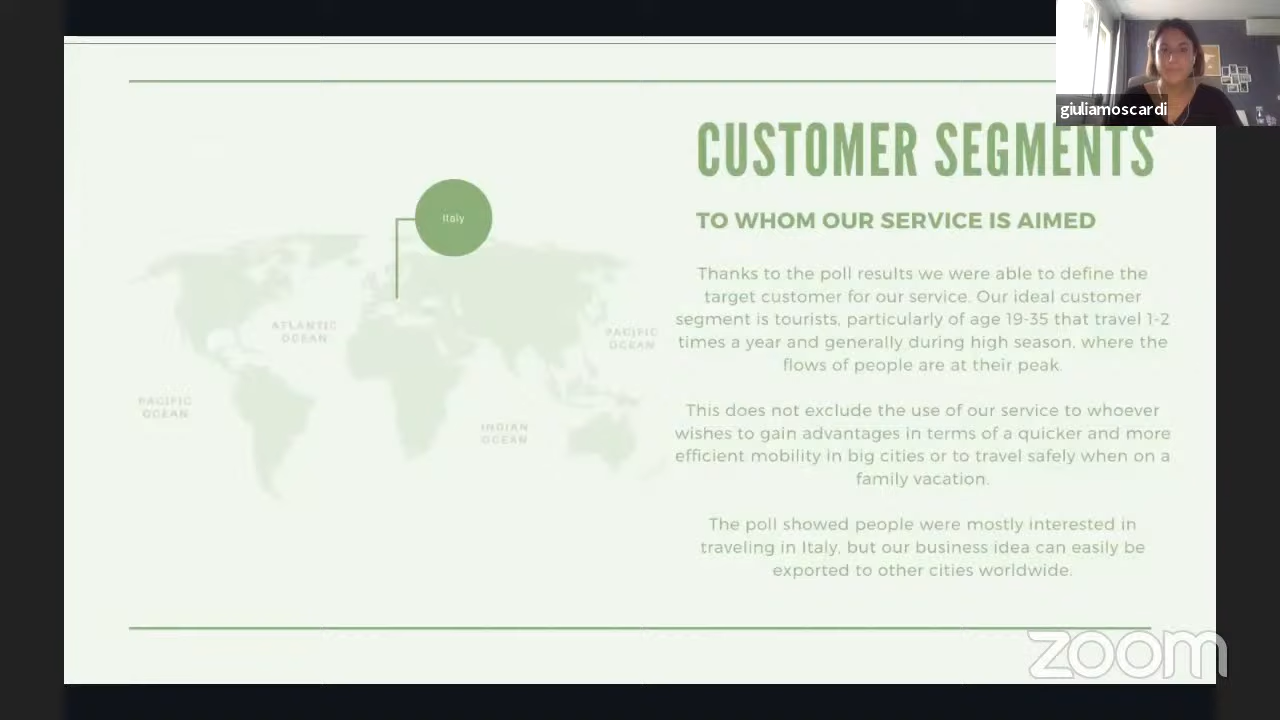 giuliamoscardi
CUSTOMER SEGMENTS
TO WHOM OUR SERVICE IS AIMED
Italy
ATLANTIC
OCEAN
PACIFIC
OCEAN
PACIFIC
OCEAN
INDIAN
OCEAN
Thanks to the poll results we were able to define the
target customer for our service. Our ideal customer
segment is tourists, particularly of age 19-35 that travel 1-2
times a year and generally during high season, where the
flows of people are at their peak.
This does not exclude the use of our service to whoever
wishes to gain advantages in terms of a quicker and more
efficient mobility in big cities or to travel safely when on a
family vacation.
The poll showed people were mostly interested in
traveling in Italy, but our business idea can easily be
exported to other cities worldwide.
zoom